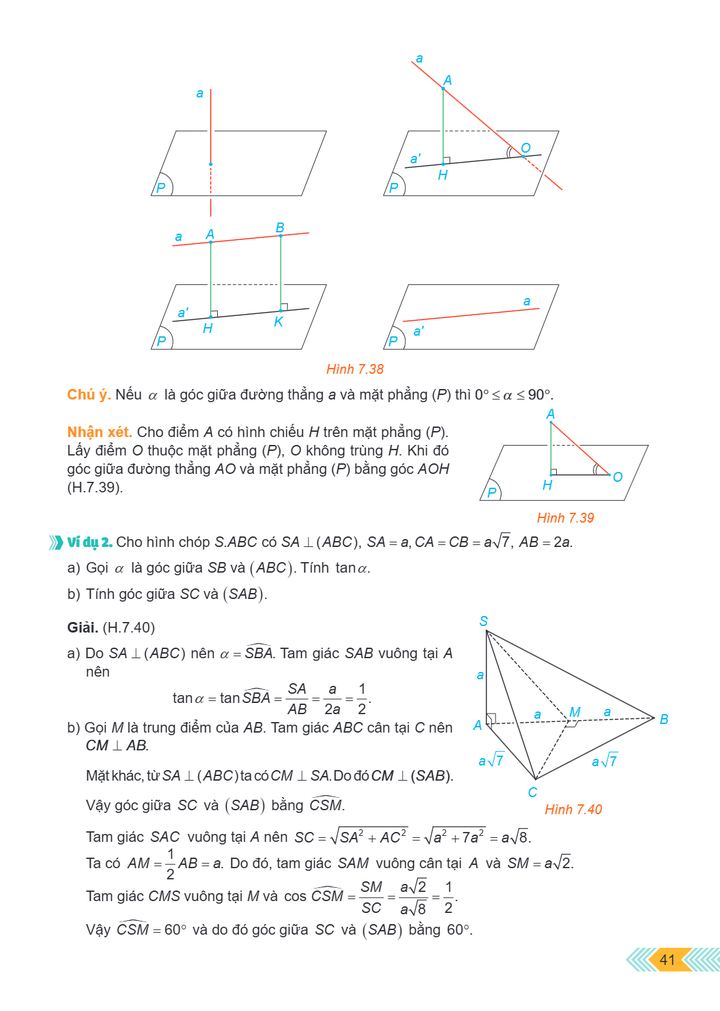 a
P
a
A
a'
O
H
P
a
A
B
a'
H
K
P
a
a'
P
Hình 7.38
Chú ý. Nếu α là góc giữa đường thẳng a và mặt phẳng (P) thì 0° ≤ α ≤ 90°.
Nhận xét. Cho điểm A có hình chiếu H trên mặt phẳng (P).
Lấy điểm O thuộc mặt phẳng (P), O không trùng H. Khi đó
góc giữa đường thẳng AO và mặt phẳng (P) bằng góc AOH
(H.7.39).
A
H
O
P
Hình 7.39
Ví dụ 2. Cho hình chóp S.ABC có SA ⊥ (ABC), SA = a, CA = CB = a√7, AB = 2a.
a) Gọi α là góc giữa SB và (ABC). Tính tanα.
b) Tính góc giữa SC và (SAB).
Giải. (H.7.40)
a) Do SA ⊥ (ABC) nên α = \widehat{SBA}. Tam giác SAB vuông tại A
nên
tanα = tan \widehat{SBA} = SA/AB = a/2a = 1/2.
b) Gọi M là trung điểm của AB. Tam giác ABC cân tại C nên
CM ⊥ AB.
Mặt khác, từ SA ⊥ (ABC) ta có CM ⊥ SA. Do đó CM ⊥ (SAB).
Vậy góc giữa SC và (SAB) bằng \widehat{CSM}.
S
a
A
a
M
a
B
a√7
a√7
C
Hình 7.40
Tam giác SAC vuông tại A nên SC = √(SA² + AC²) = √(a² + 7a²) = a√8.
Ta có AM = 1/2 AB = a. Do đó, tam giác SAM vuông cân tại A và SM = a√2.
Tam giác CMS vuông tại M và cos \widehat{CSM} = SM/SC = a√2/a√8 = 1/2.
Vậy \widehat{CSM} = 60° và do đó góc giữa SC và (SAB) bằng 60°.
41